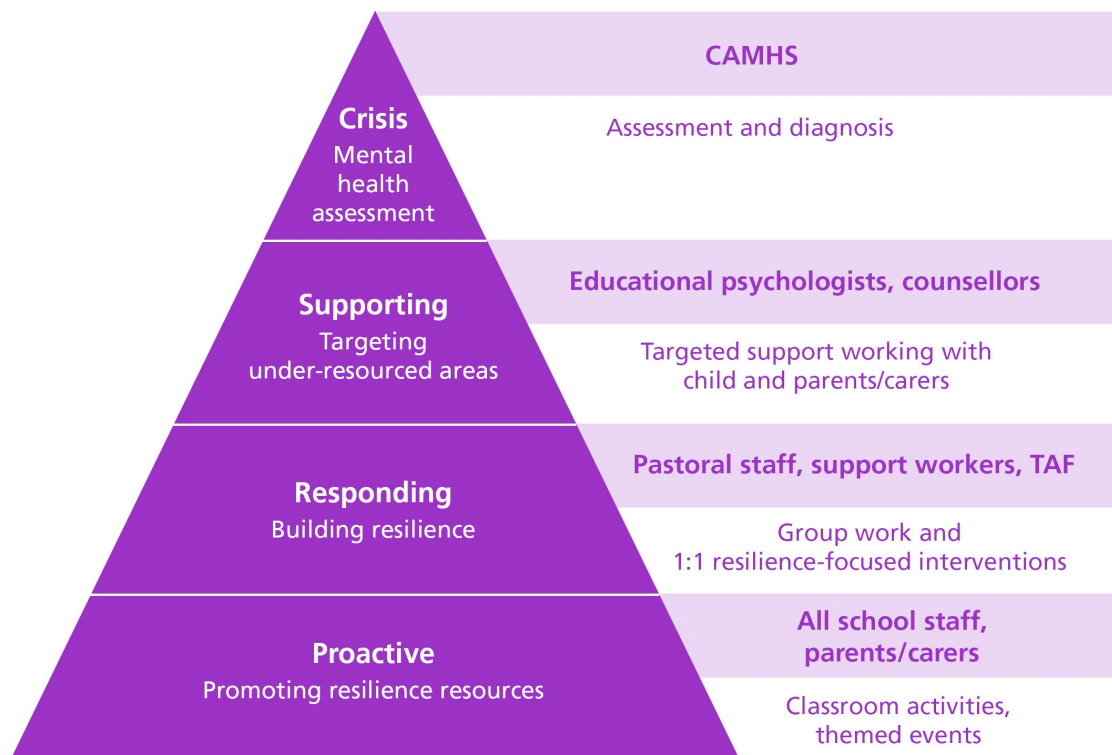 CAMHS
Crisis
Mental
health
assessment
Assessment and diagnosis
Supporting
Targeting
under-resourced areas
Educational psychologists, counsellors
Targeted support working with
child and parents/carers
Responding
Building resilience
Pastoral staff, support workers, TAF
Group work and
1:1 resilience-focused interventions
Proactive
Promoting resilience resources
All school staff,
parents/carers
Classroom activities,
themed events